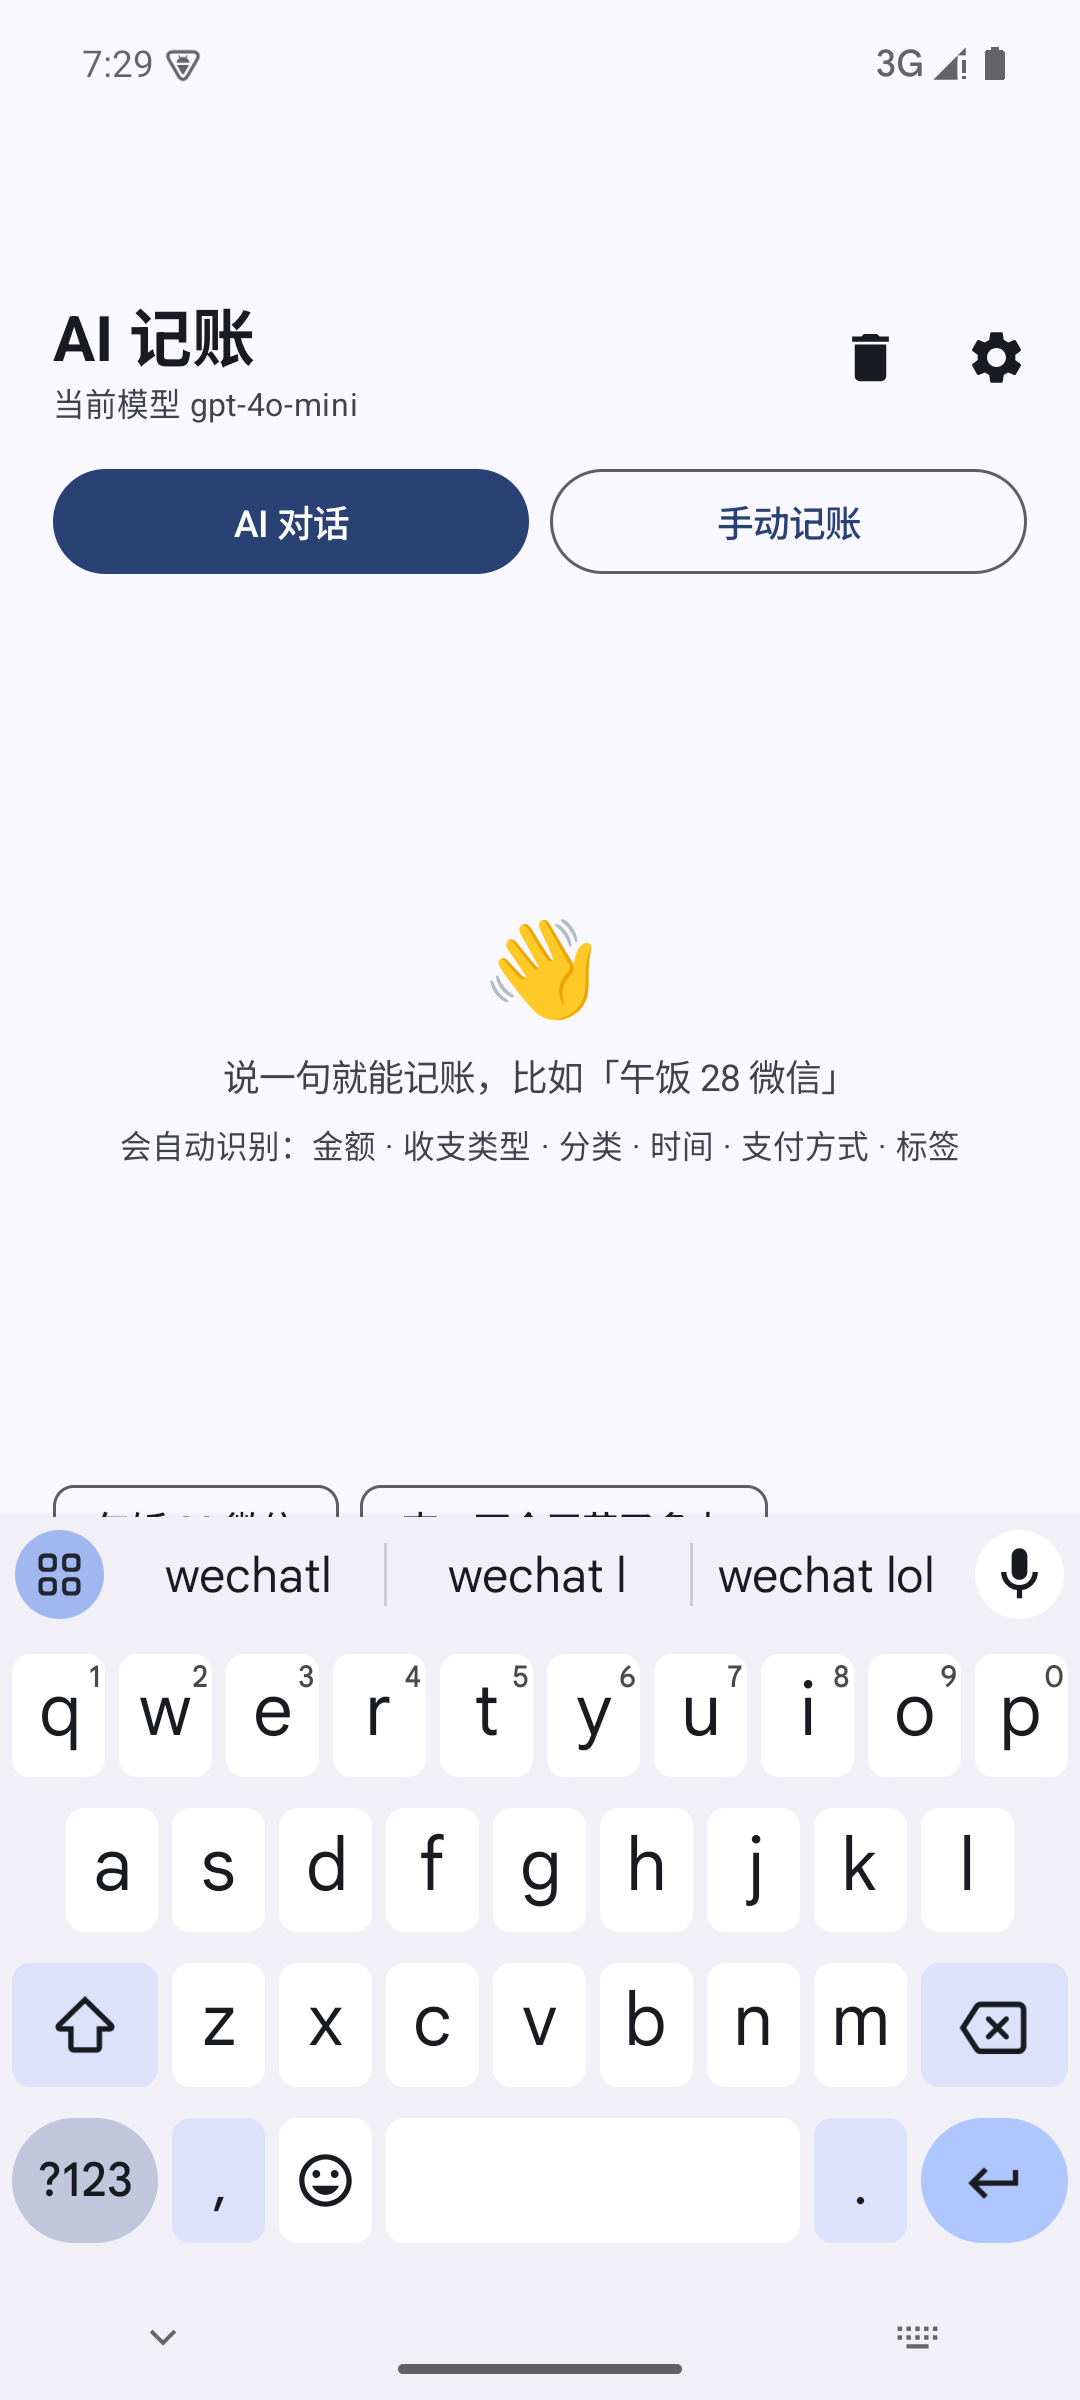 7:29
3G
AI 记账
当前模型 gpt-4o-mini
AI 对话
手动记账
说一句就能记账，比如「午饭 28 微信」
会自动识别：金额 · 收支类型 · 分类 · 时间 · 支付方式 · 标签
wechatl
wechat l
wechat lol
q 1 w 2 e 3 r 4 t 5 y 6 u 7 i 8 o 9 p 0
a s d f g h j k l
z x c v b n m
?123 , .